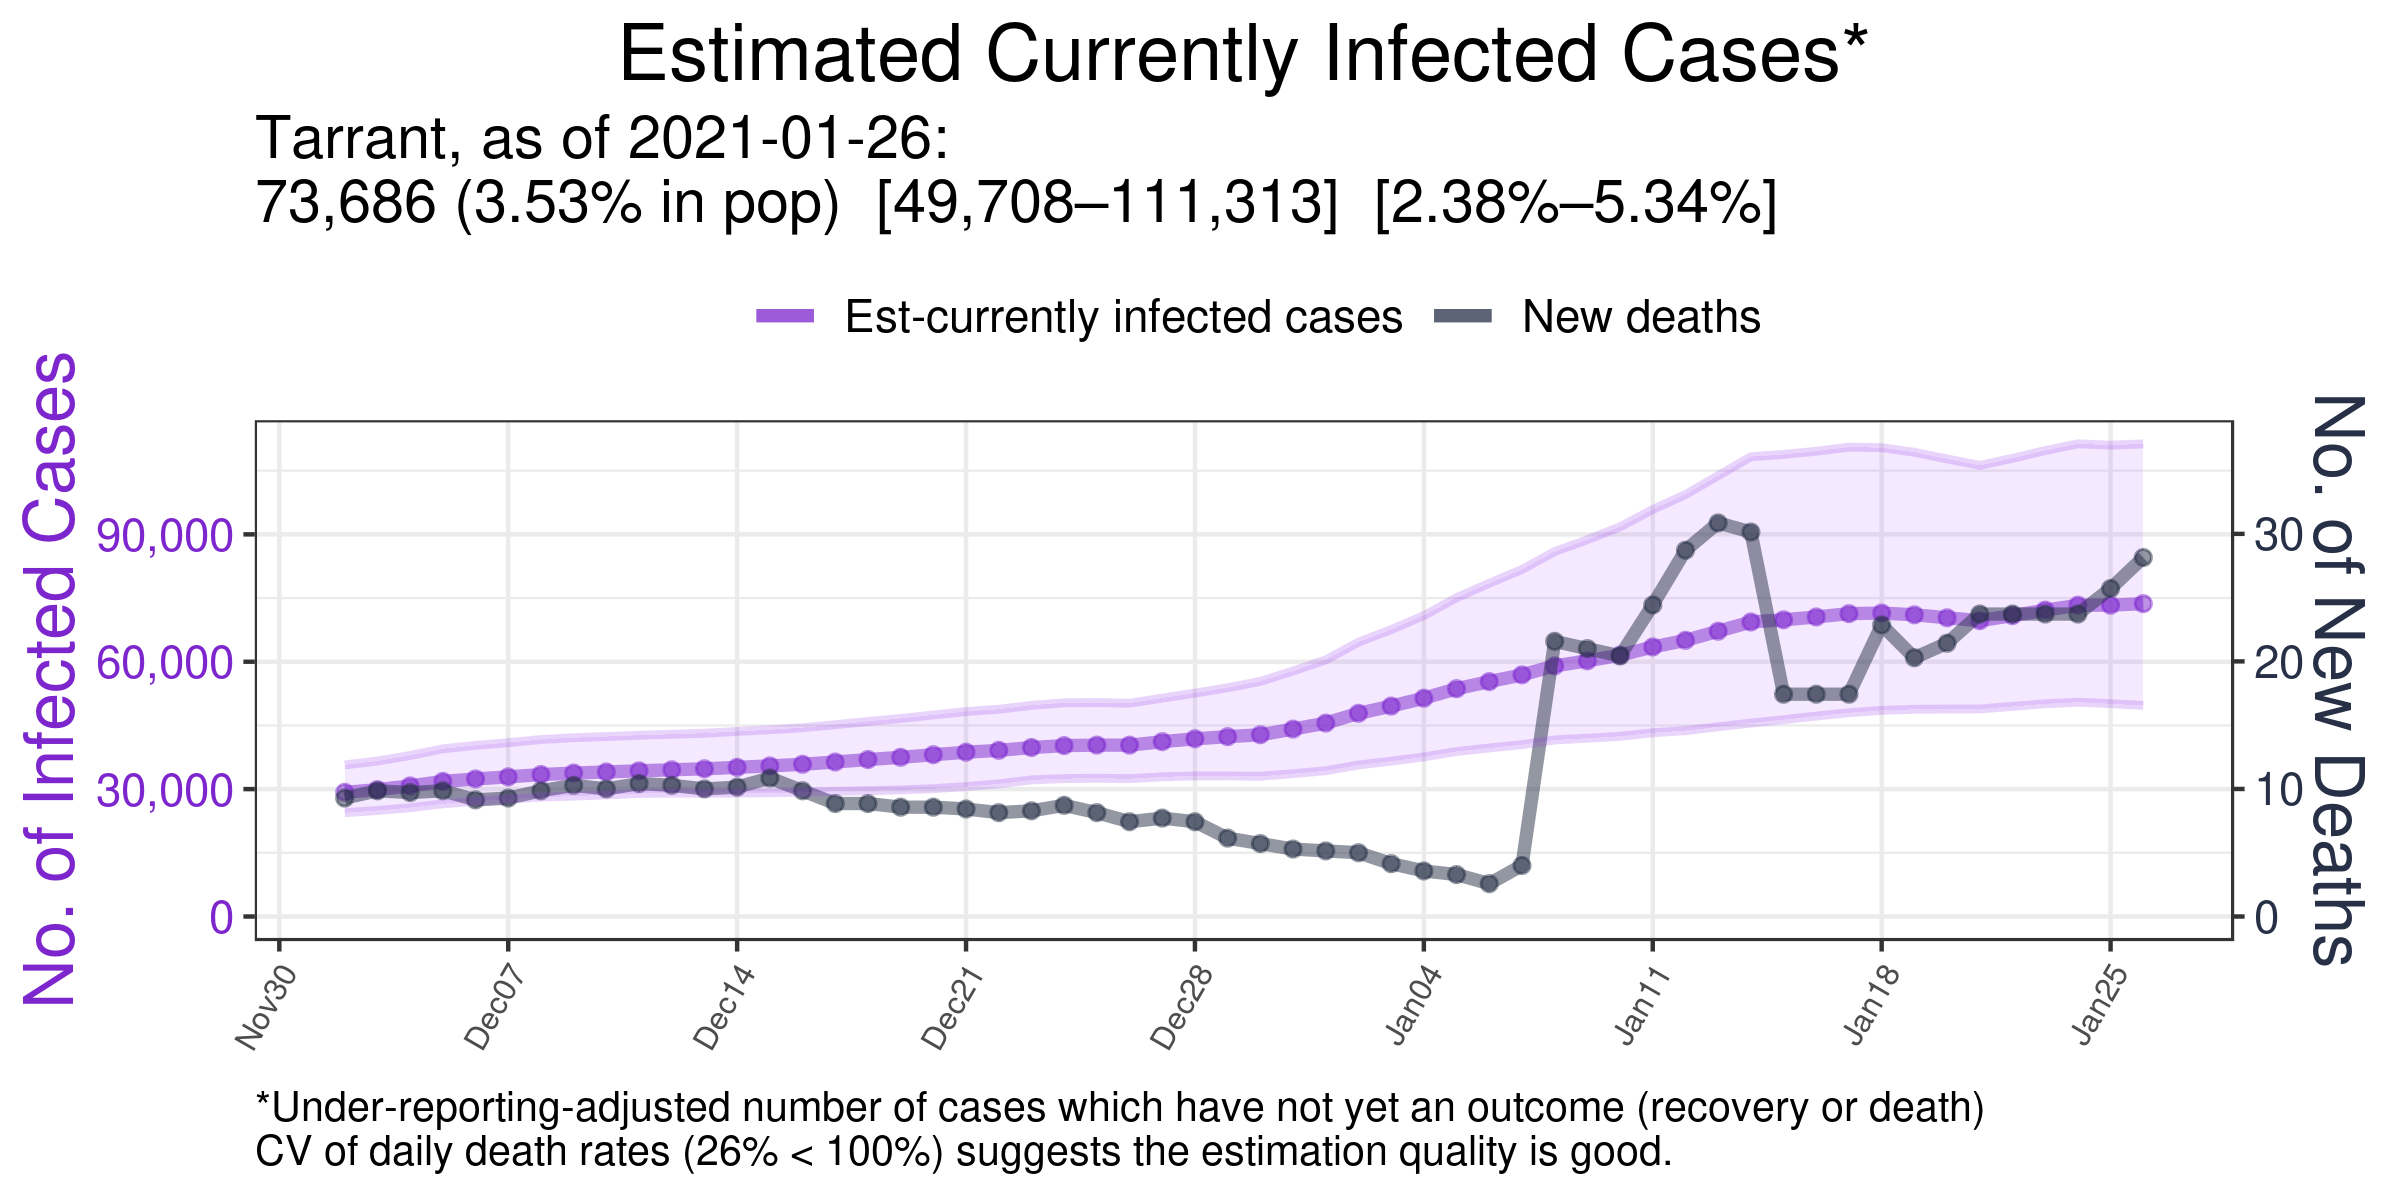 Estimated Currently Infected Cases*
Tarrant, as of 2021-01-26:
73,686 (3.53% in pop)  [49,708–111,313]  [2.38%–5.34%]
Est-currently infected cases
New deaths
No. of Infected Cases
90,000
60,000
30,000
0
30
20
10
0
No. of New Deaths
Nov30
Dec07
Dec14
Dec21
Dec28
Jan04
Jan11
Jan18
Jan25
*Under-reporting-adjusted number of cases which have not yet an outcome (recovery or death)
CV of daily death rates (26% < 100%) suggests the estimation quality is good.